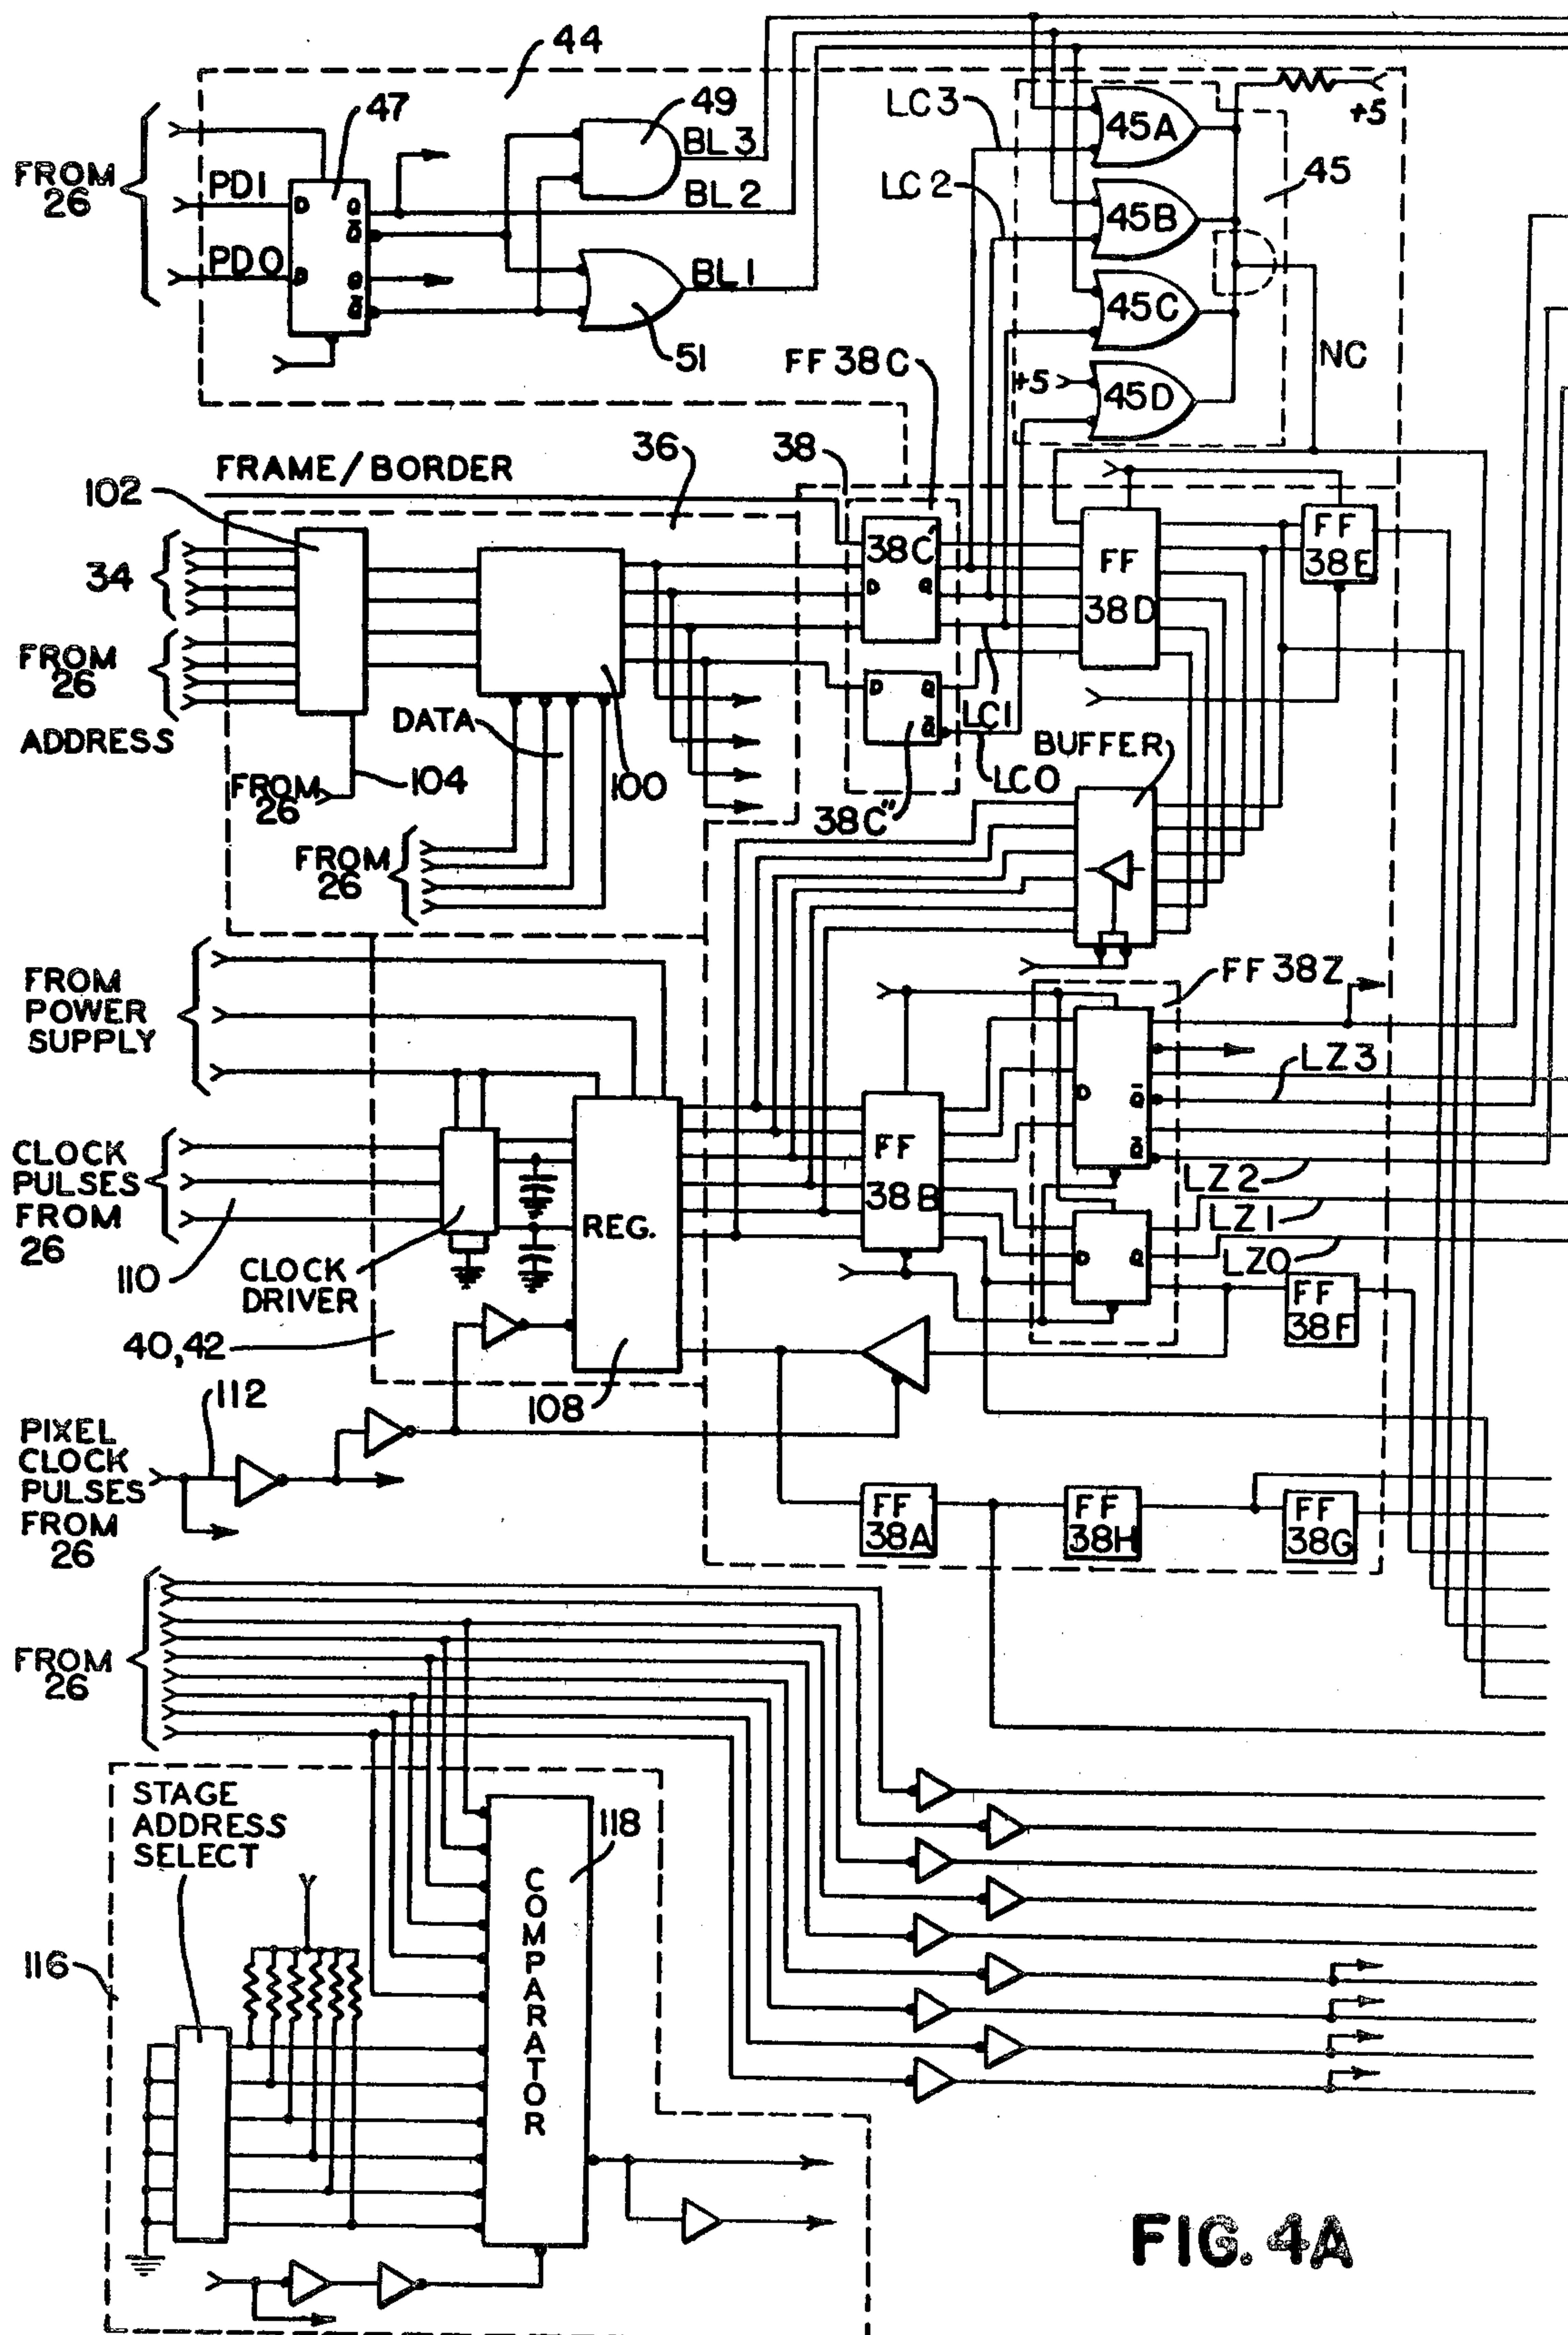 44
47
49
BL3
LC3
45A
+5
FROM
26
PD1
D
Q
Q̄
BL2
LC2
45B
45
PD0
D
Q
Q̄
BL1
45C
51
FF38C
NC
+5
45D
FRAME/BORDER
36
38
102
38C'
D
Q
FF
38D
FF
38E
34
FROM
26
ADDRESS
DATA
D
Q
Q̄
LC1
BUFFER
FROM
26
104
100
LC0
38C"
FROM
26
FROM
POWER
SUPPLY
FF38Z
LZ3
D
Q̄
Q̄
CLOCK
PULSES
FROM
26
FF
38B
LZ2
REG.
LZ1
D
Q
LZ0
110
CLOCK
DRIVER
FF
38F
40,42
108
112
PIXEL
CLOCK
PULSES
FROM
26
FF
38A
FF
38H
FF
38G
FROM
26
STAGE
ADDRESS
SELECT
118
COMPARATOR
116
FIG. 4A